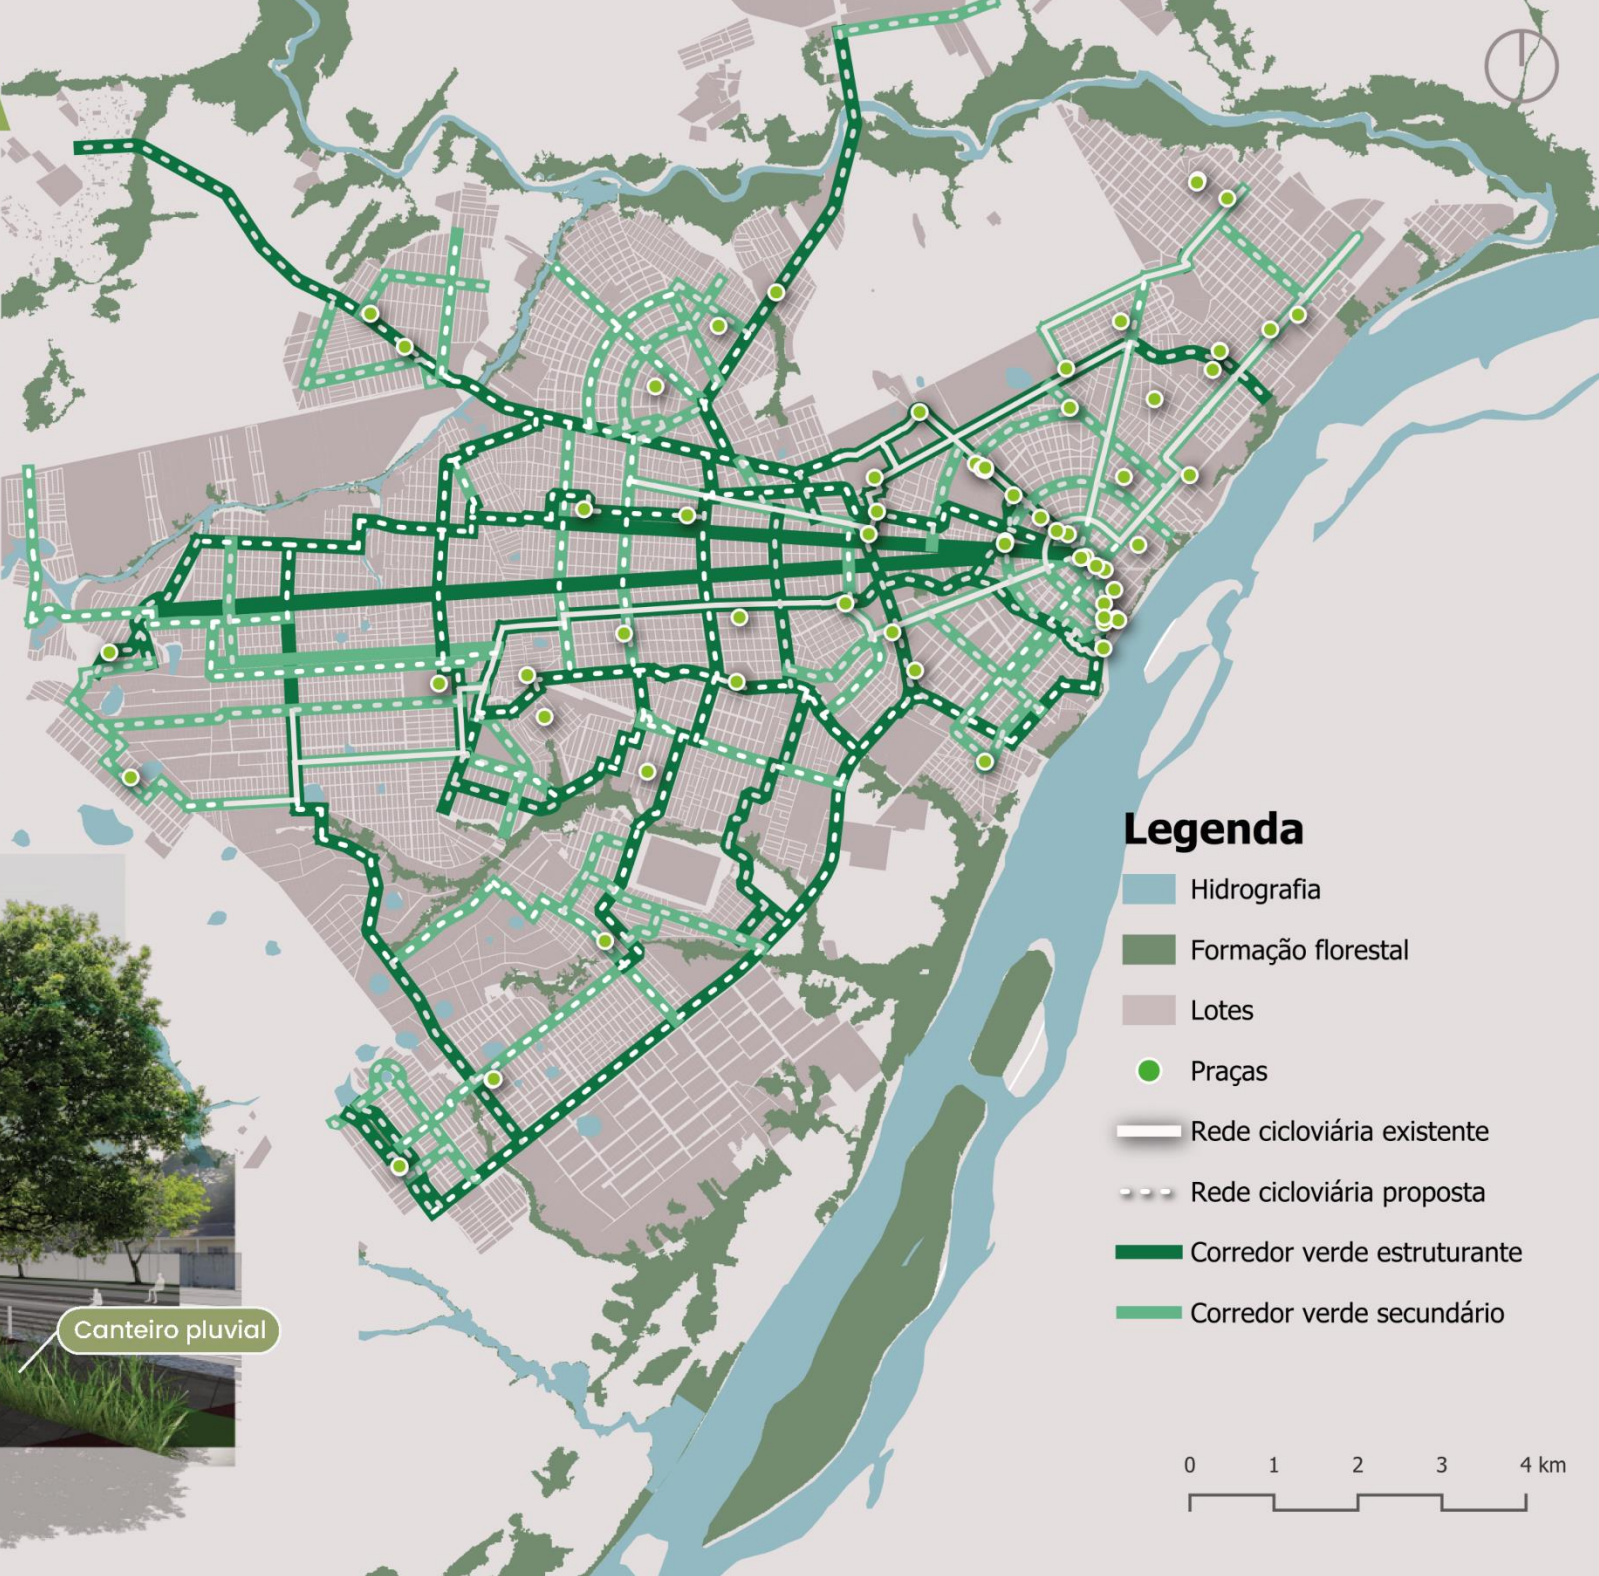 Legenda
Hidrografia
Formação florestal
Lotes
Praças
Rede cicloviária existente
Rede cicloviária proposta
Corredor verde estruturante
Corredor verde secundário
Canteiro pluvial
0 1 2 3 4 km